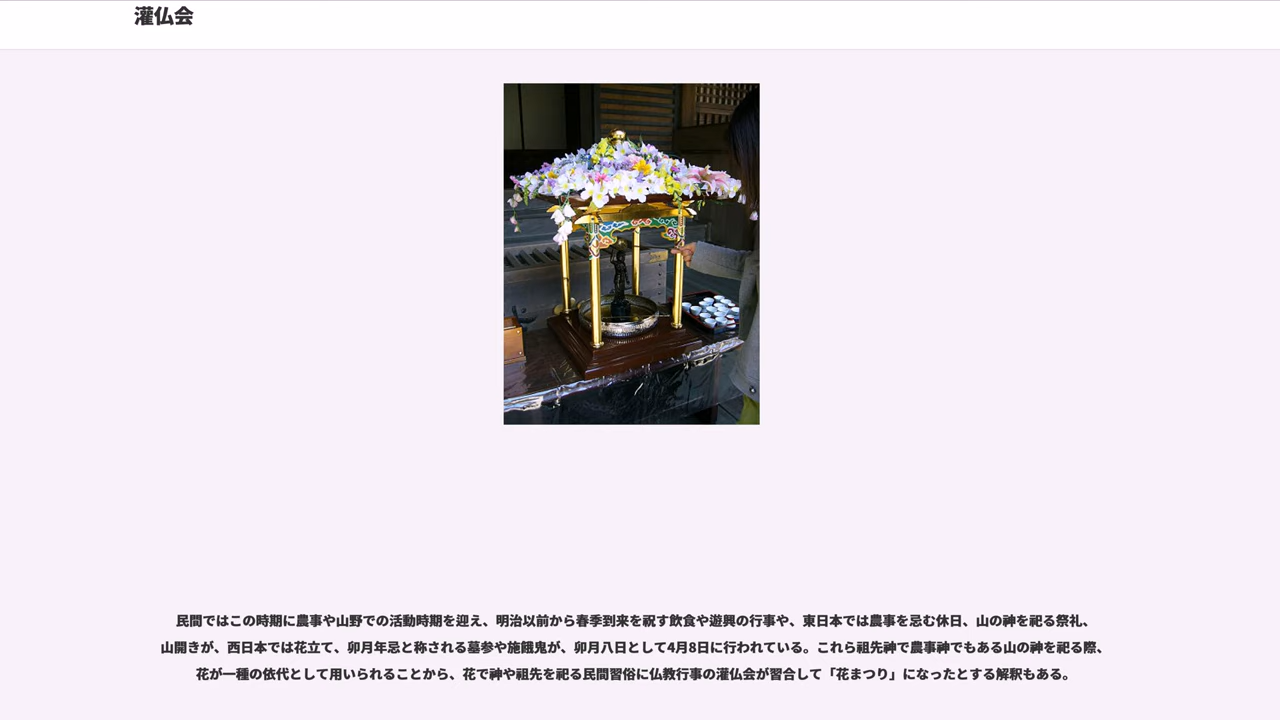 灌仏会
民間ではこの時期に農事や山野での活動時期を迎え、明治以前から春季到来を祝す飲食や遊興の行事や、東日本では農事を忌む休日、山の神を祀る祭礼、
山開きが、西日本では花立て、卯月年忌と称される墓参や施餓鬼が、卯月八日として4月8日に行われている。これら祖先神で農事神でもある山の神を祀る際、
花が一種の依代として用いられることから、花で神や祖先を祀る民間習俗に仏教行事の灌仏会が習合して「花まつり」になったとする解釈もある。